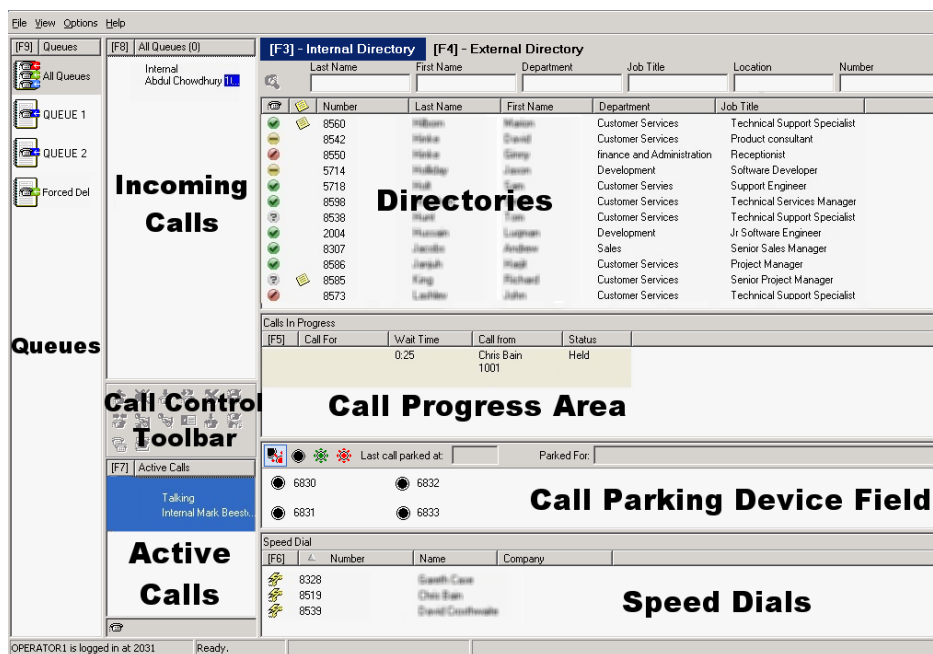 File View Options Help
[F9] Queues
All Queues
QUEUE 1
QUEUE 2
Forced Del
Queues
[F8] All Queues (0)
Internal
Abdul Chowdhury 1(...
Incoming
Calls
Call Control
Toolbar
[F7] Active Calls
Talking
Internal Mark Beest...
Active
Calls
[F3] - Internal Directory [F4] - External Directory
Last Name First Name Department Job Title Location Number
Number Last Name First Name Department Job Title
8560 Customer Services Technical Support Specialist
8542 Customer Services Product consultant
8550 finance and Administration Receptionist
5714 Development Software Developer
5718 Customer Servies Support Engineer
8598 Customer Services Technical Services Manager
8538 Customer Services Technical Support Specialist
2004 Development Jr Software Engineer
8307 Sales Senior Sales Manager
8586 Customer Services Project Manager
8585 King Richard Customer Services Senior Project Manager
8573 Customer Services Technical Support Specialist
Directories
Calls In Progress
[F5] Call For Wait Time Call from Status
0:25 Chris Bain Held
1001
Call Progress Area
Last call parked at: Parked For:
6830 6832
6831 6833
Call Parking Device Field
Speed Dial
[F6] Number Name Company
8328
8519 Chris Bain
8539
Speed Dials
OPERATOR1 is logged in at 2031 Ready.